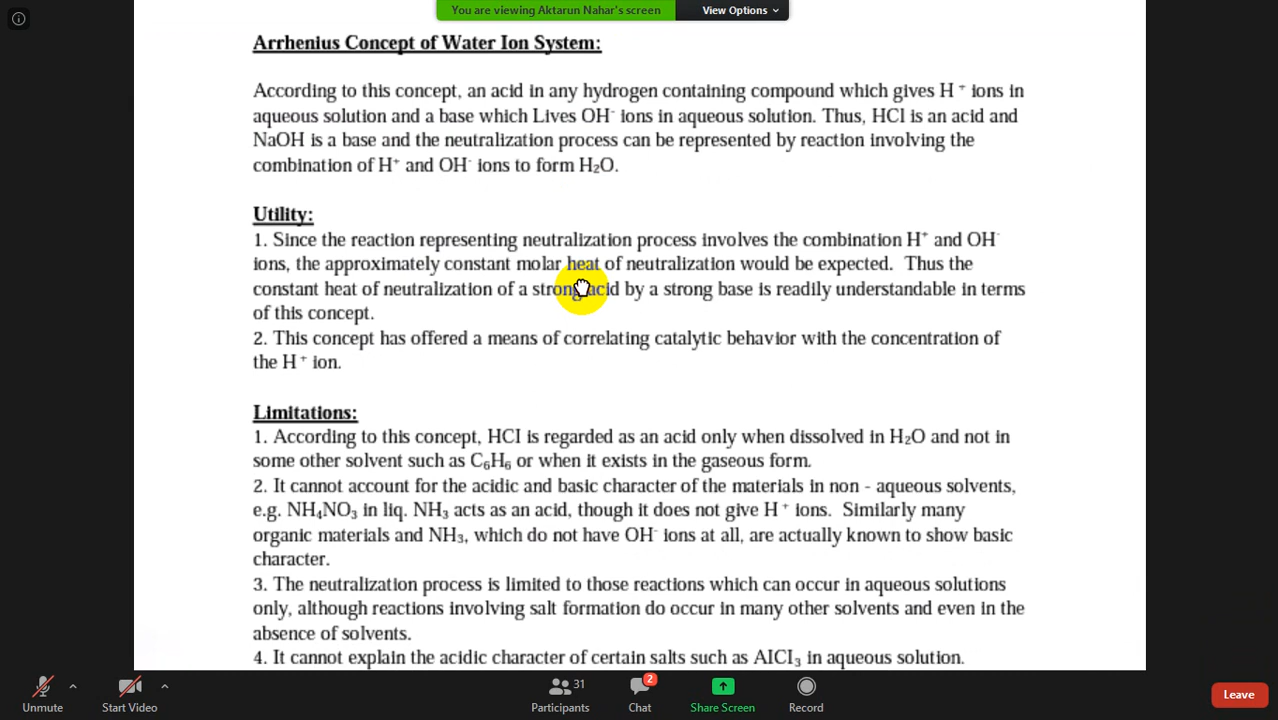 You are viewing Aktarun Nahar's screen
View Options
Arrhenius Concept of Water Ion System:
According to this concept, an acid in any hydrogen containing compound which gives H⁺ ions in
aqueous solution and a base which Lives OH⁻ ions in aqueous solution. Thus, HCI is an acid and
NaOH is a base and the neutralization process can be represented by reaction involving the
combination of H⁺ and OH⁻ ions to form H₂O.
Utility:
1. Since the reaction representing neutralization process involves the combination H⁺ and OH⁻
ions, the approximately constant molar heat of neutralization would be expected. Thus the
constant heat of neutralization of a strong acid by a strong base is readily understandable in terms
of this concept.
2. This concept has offered a means of correlating catalytic behavior with the concentration of
the H⁺ ion.
Limitations:
1. According to this concept, HCI is regarded as an acid only when dissolved in H₂O and not in
some other solvent such as C₆H₆ or when it exists in the gaseous form.
2. It cannot account for the acidic and basic character of the materials in non - aqueous solvents,
e.g. NH₄NO₃ in liq. NH₃ acts as an acid, though it does not give H⁺ ions. Similarly many
organic materials and NH₃, which do not have OH⁻ ions at all, are actually known to show basic
character.
3. The neutralization process is limited to those reactions which can occur in aqueous solutions
only, although reactions involving salt formation do occur in many other solvents and even in the
absence of solvents.
4. It cannot explain the acidic character of certain salts such as AICI₃ in aqueous solution.
Unmute
Start Video
31
Participants
2
Chat
Share Screen
Record
Leave